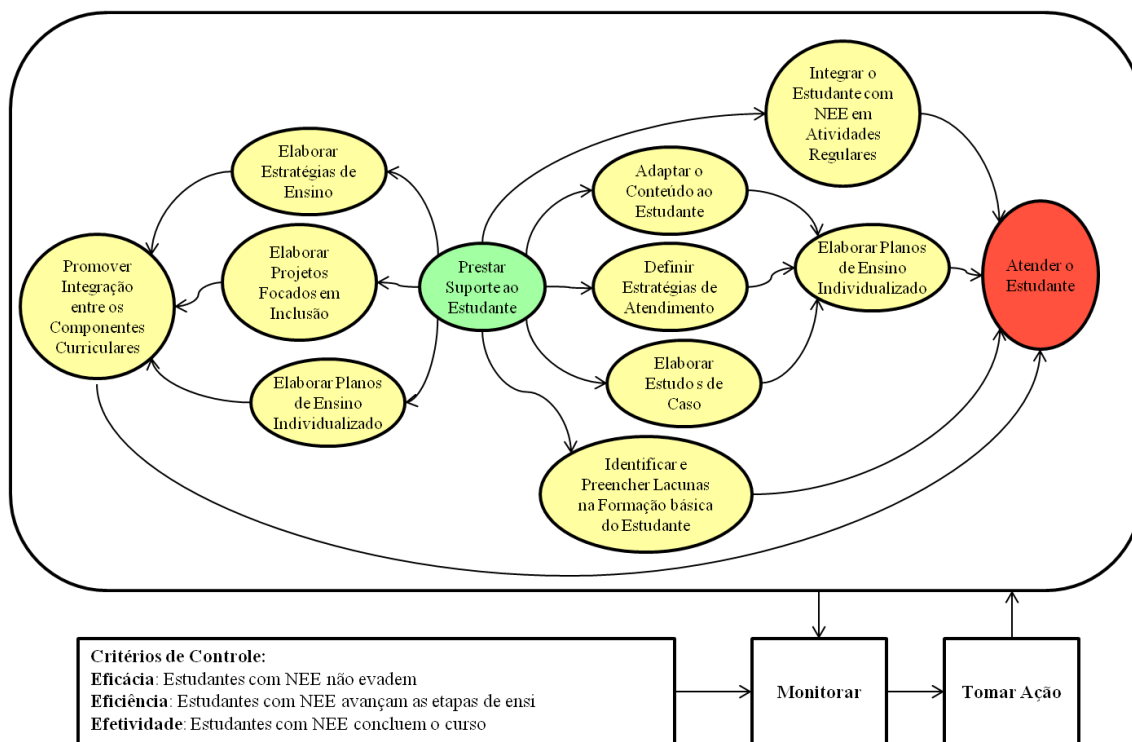 Integrar o
Estudante com
NEE em
Atividades
Regulares
Elaborar
Estratégias de
Ensino
Adaptar o
Conteúdo ao
Estudante
Promover
Integração
entre os
Componentes
Curriculares
Elaborar
Projetos
Focados em
Inclusão
Prestar
Suporte ao
Estudante
Definir
Estratégias de
Atendimento
Elaborar Planos
de Ensino
Individualizado
Atender o
Estudante
Elaborar Planos
de Ensino
Individualizado
Elaborar
Estudo s de
Caso
Identificar e
Preencher Lacunas
na Formação básica
do Estudante
Critérios de Controle:
Eficácia: Estudantes com NEE não evadem
Eficiência: Estudantes com NEE avançam as etapas de ensi
Efetividade: Estudantes com NEE concluem o curso
Monitorar
Tomar Ação